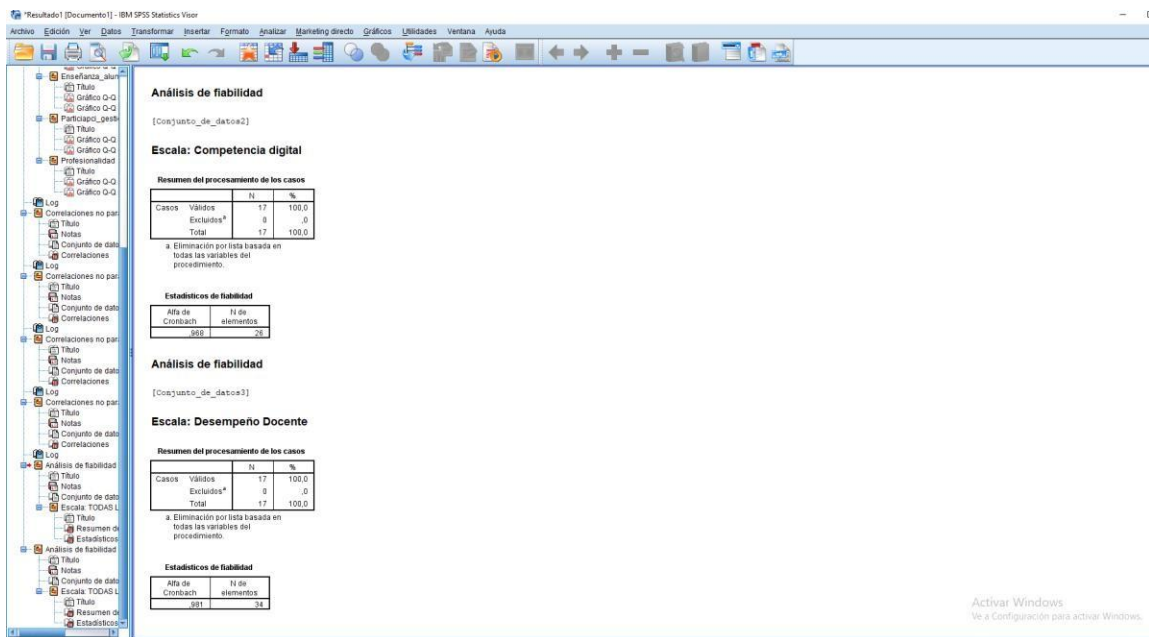 *Resultado1 [Documento1] - IBM SPSS Statistics Visor
Archivo Edición Ver Datos Transformar Insertar Formato Analizar Marketing directo Gráficos Utilidades Ventana Ayuda
Enseñanza_alum
Título
Gráfico Q-Q
Gráfico Q-Q
Particiapci_gesti
Título
Gráfico Q-Q
Gráfico Q-Q
Profesionalidad
Título
Gráfico Q-Q
Gráfico Q-Q
Log
Correlaciones no par
Título
Notas
Conjunto de dato
Correlaciones
Log
Correlaciones no par
Título
Notas
Conjunto de dato
Correlaciones
Log
Correlaciones no par
Título
Notas
Conjunto de dato
Correlaciones
Log
Correlaciones no par
Título
Notas
Conjunto de dato
Correlaciones
Log
Análisis de fiabilidad
Título
Notas
Conjunto de dato
Escala: TODAS L
Título
Resumen de
Estadísticos
Análisis de fiabilidad
Título
Notas
Conjunto de dato
Escala: TODAS L
Título
Resumen de
Estadísticos
Análisis de fiabilidad
[Conjunto_de_datos2]
Escala: Competencia digital
Resumen del procesamiento de los casos
N %
Casos Válidos 17 100,0
Excluidosª 0 ,0
Total 17 100,0
a. Eliminación por lista basada en
todas las variables del
procedimiento.
Estadísticos de fiabilidad
Alfa de N de
Cronbach elementos
,968 26
Análisis de fiabilidad
[Conjunto_de_datos3]
Escala: Desempeño Docente
Resumen del procesamiento de los casos
N %
Casos Válidos 17 100,0
Excluidosª 0 ,0
Total 17 100,0
a. Eliminación por lista basada en
todas las variables del
procedimiento.
Estadísticos de fiabilidad
Alfa de N de
Cronbach elementos
,981 34
Activar Windows
Ve a Configuración para activar Windows.